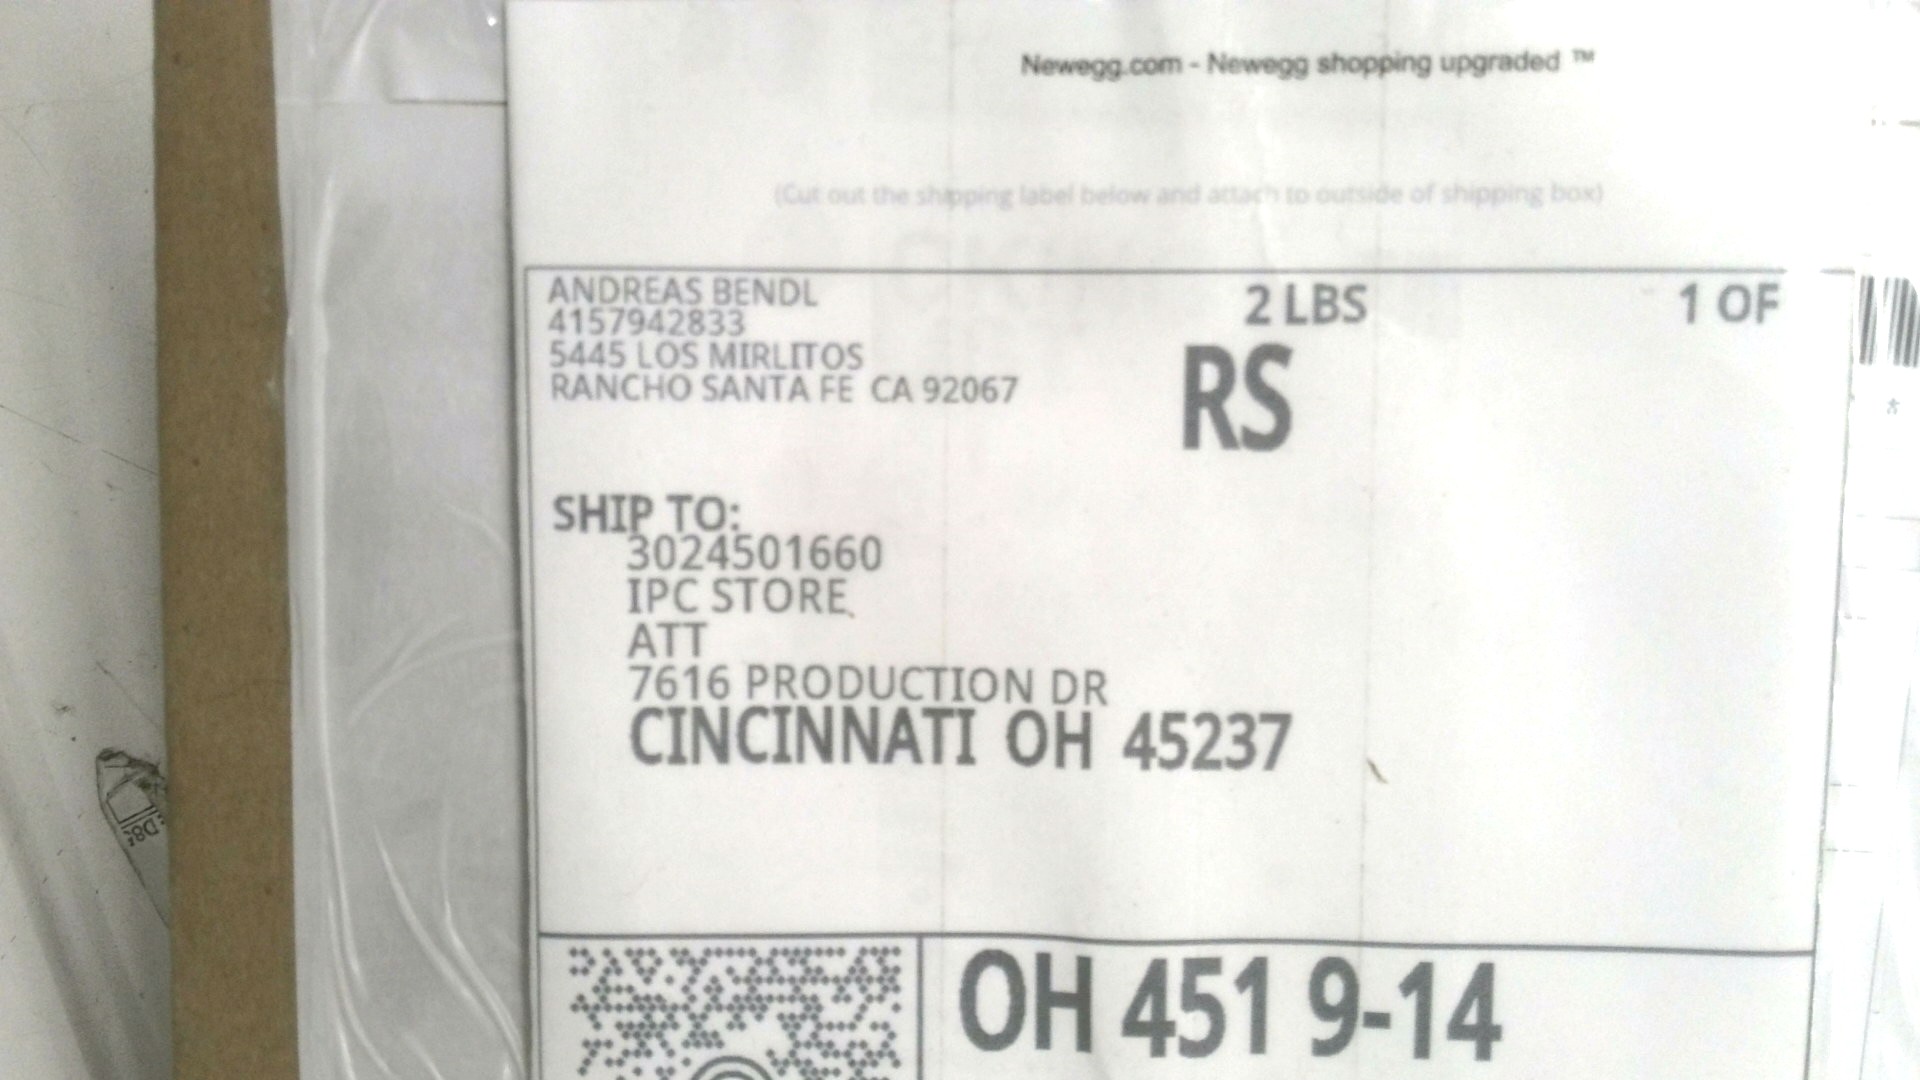 Newegg.com - Newegg shopping upgraded ™
(Cut out the shipping label below and attach to outside of shipping box)
ANDREAS BENDL
4157942833
5445 LOS MIRLITOS
RANCHO SANTA FE CA 92067
2 LBS
1 OF
RS
SHIP TO:
3024501660
IPC STORE
ATT
7616 PRODUCTION DR
CINCINNATI OH 45237
OH 451 9-14